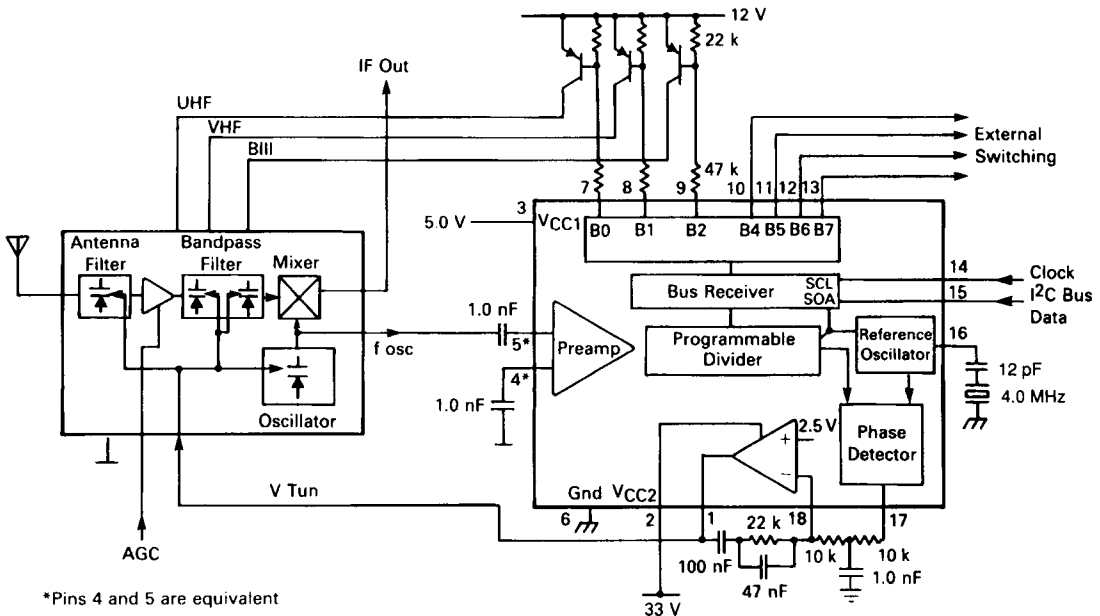 12 V
22 k
IF Out
UHF
VHF
BIII
47 k
External
Switching
7
8
9
10
11
12
13
3
5.0 V
VCC1
B0
B1
B2
B4
B5
B6
B7
Antenna
Filter
Bandpass
Filter
Mixer
Bus Receiver
SCL
SOA
14
15
Clock
I2C Bus
Data
1.0 nF
5*
f osc
Preamp
Programmable
Divider
Reference
Oscillator
16
12 pF
4.0 MHz
4*
1.0 nF
Oscillator
2.5 V
+
−
Phase
Detector
V Tun
Gnd
VCC2
6
2
1
18
17
22 k
10 k
10 k
100 nF
47 nF
1.0 nF
AGC
33 V
*Pins 4 and 5 are equivalent